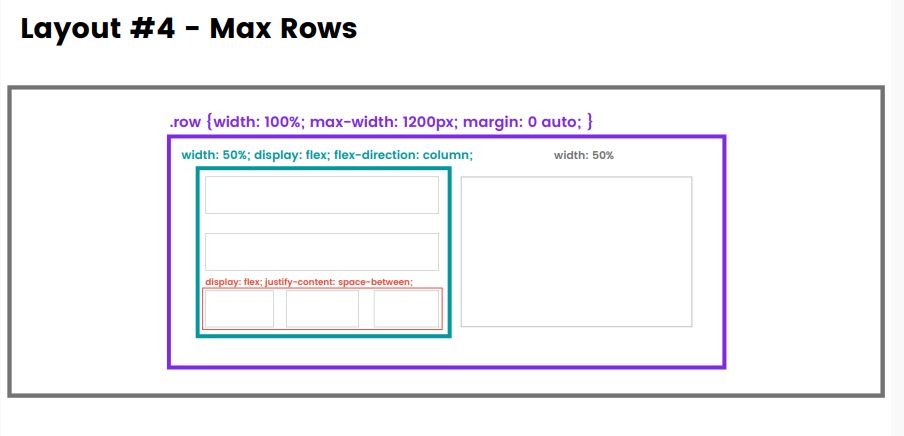 Layout #4 - Max Rows
.row {width: 100%; max-width: 1200px; margin: 0 auto; }
width: 50%; display: flex; flex-direction: column;
width: 50%
display: flex; justify-content: space-between;